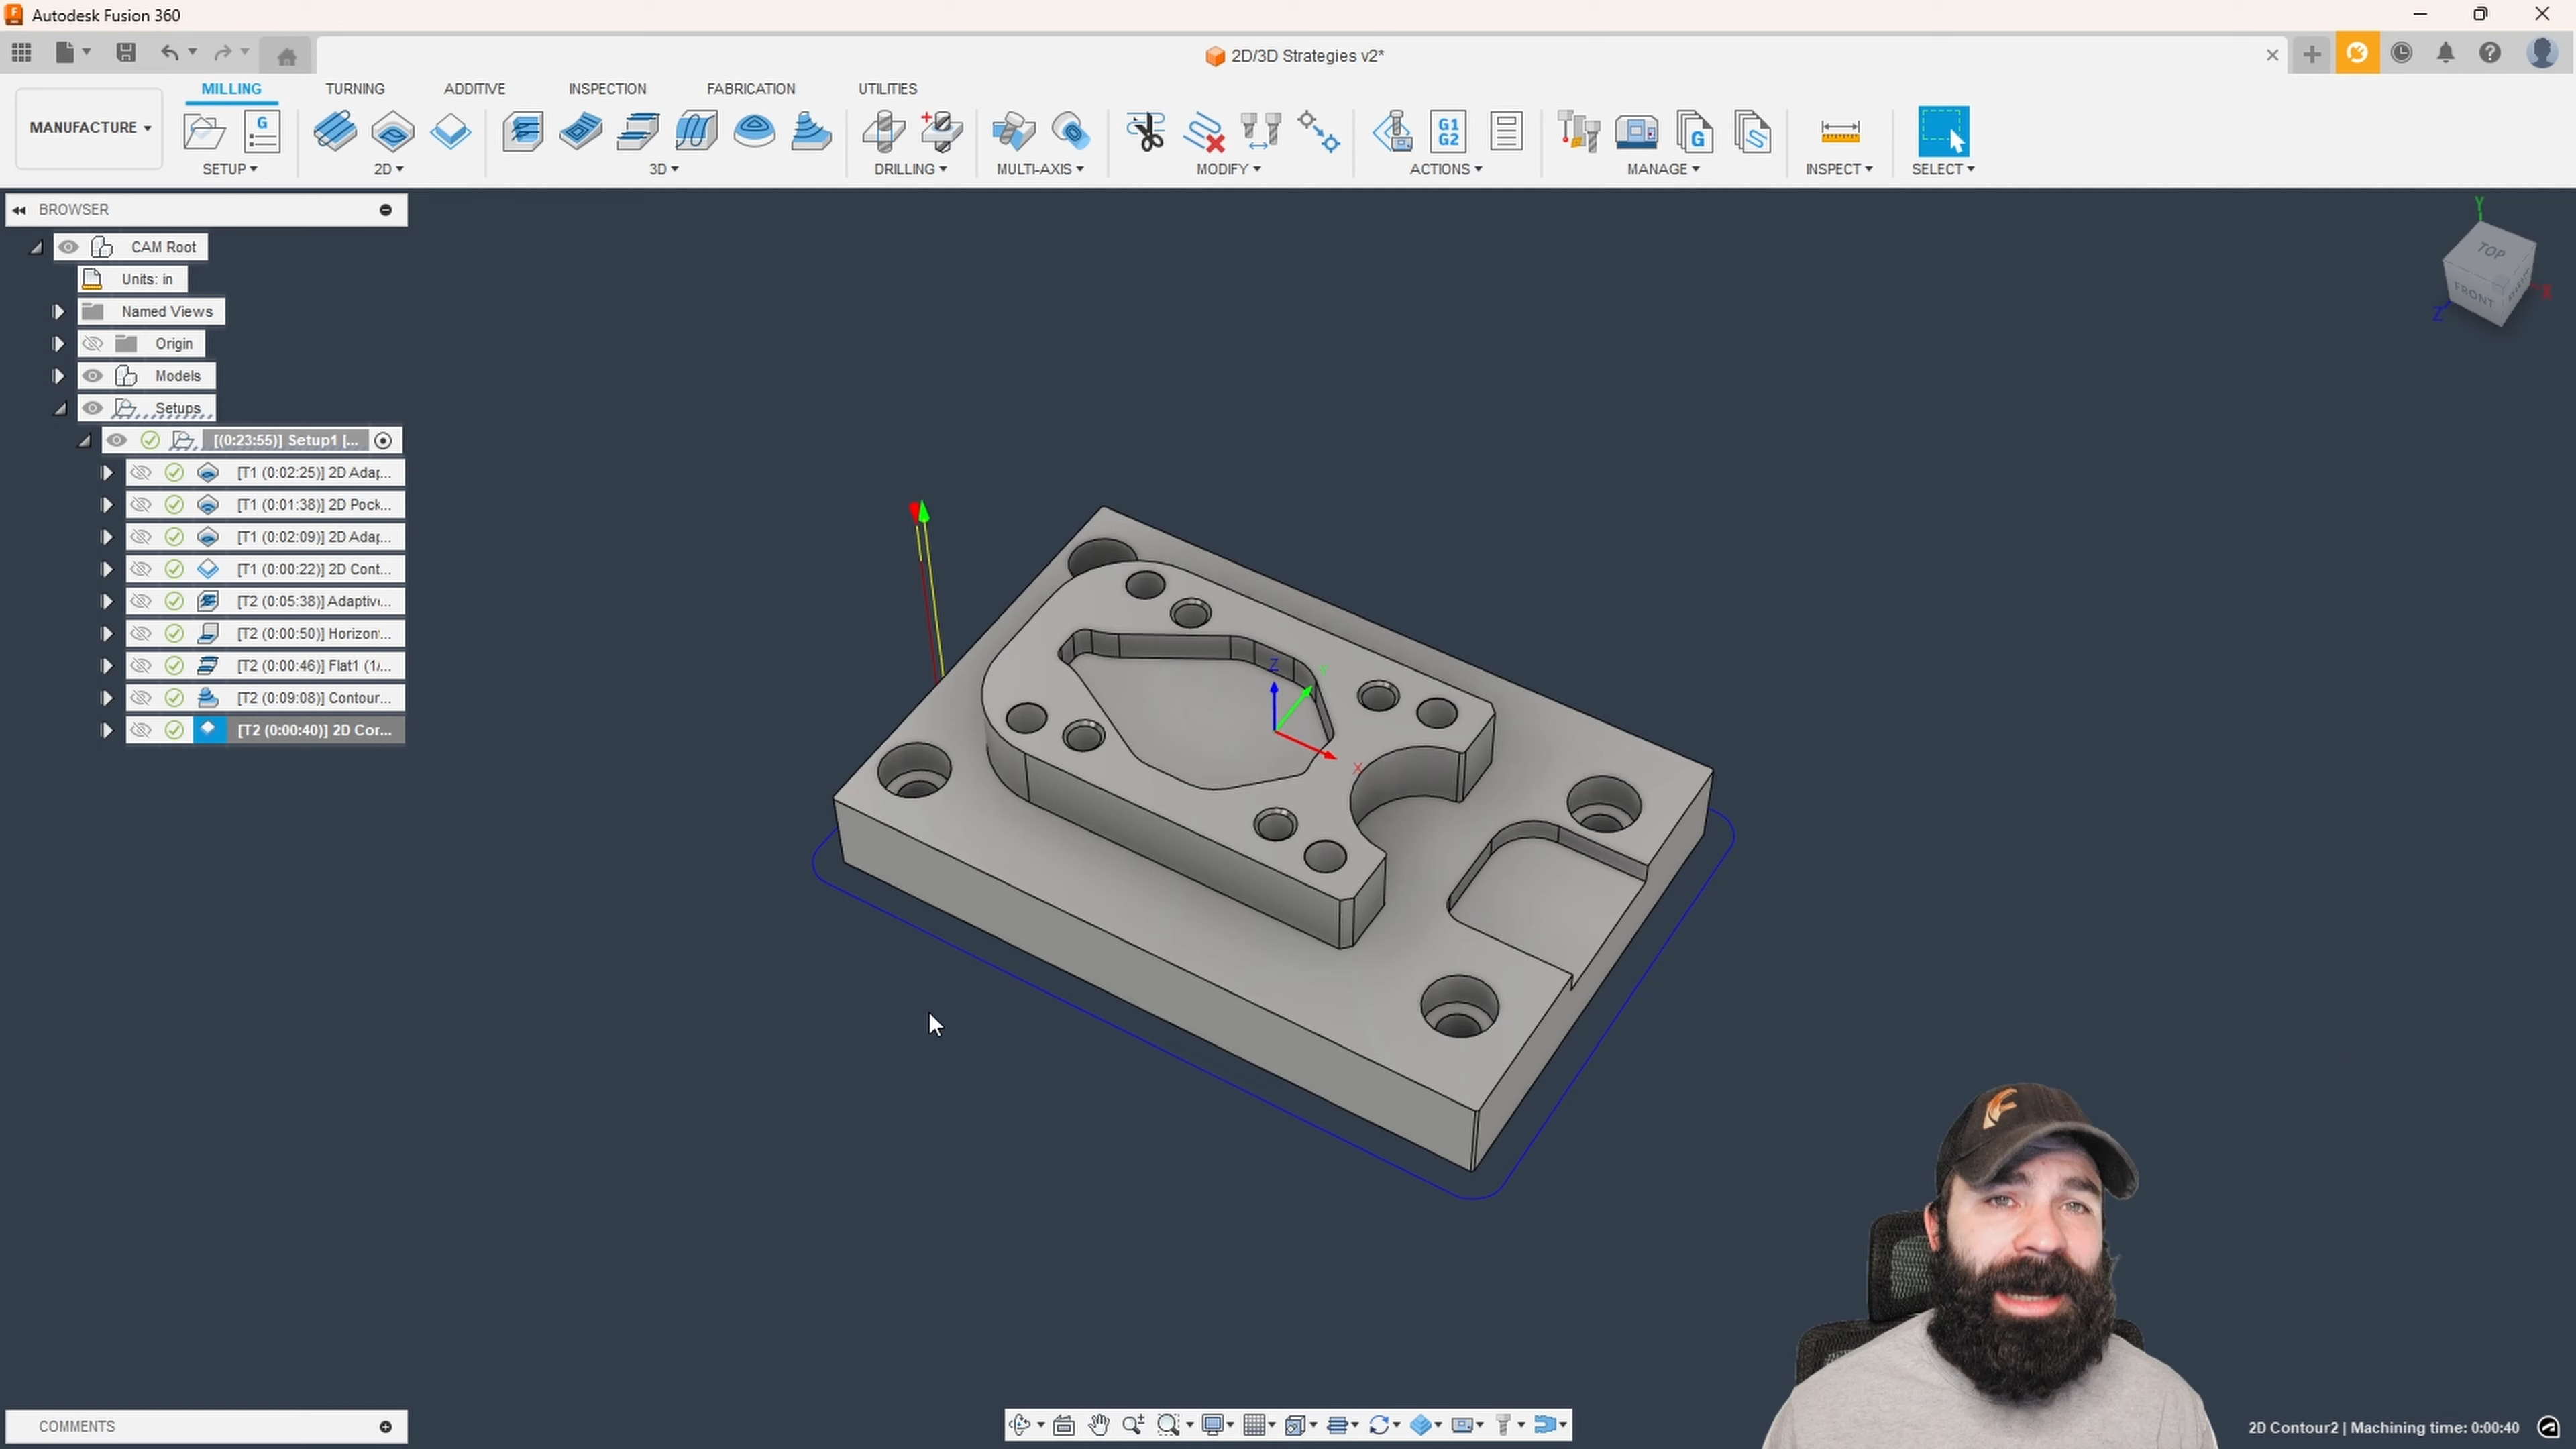 Autodesk Fusion 360
2D/3D Strategies v2*
MILLING TURNING ADDITIVE INSPECTION FABRICATION UTILITIES
MANUFACTURE
G
G1
G2
G
SETUP 2D 3D DRILLING MULTI-AXIS MODIFY ACTIONS MANAGE INSPECT SELECT
BROWSER
CAM Root
Units: in
Named Views
Origin
Models
Setups
[(0:23:55)] Setup1 [...
[T1 (0:02:25)] 2D Adap...
[T1 (0:01:38)] 2D Pock...
[T1 (0:02:09)] 2D Adap...
[T1 (0:00:22)] 2D Cont...
[T2 (0:05:38)] Adaptiv...
[T2 (0:00:50)] Horizon...
[T2 (0:00:46)] Flat1 (1/...
[T2 (0:09:08)] Contour...
[T2 (0:00:40)] 2D Cor...
Y
TOP
FRONT
Z
X
Z
Y
X
COMMENTS
2D Contour2 | Machining time: 0:00:40